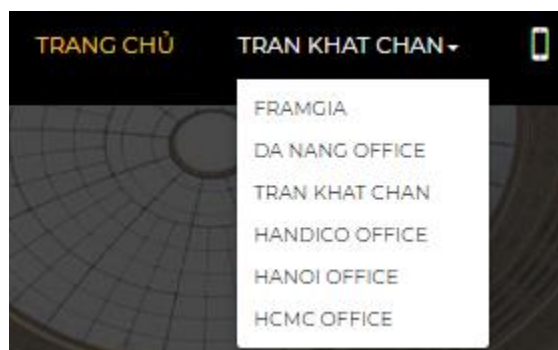 TRANG CHỦ
TRAN KHAT CHAN
FRAMGIA
DA NANG OFFICE
TRAN KHAT CHAN
HANDICO OFFICE
HANOI OFFICE
HCMC OFFICE